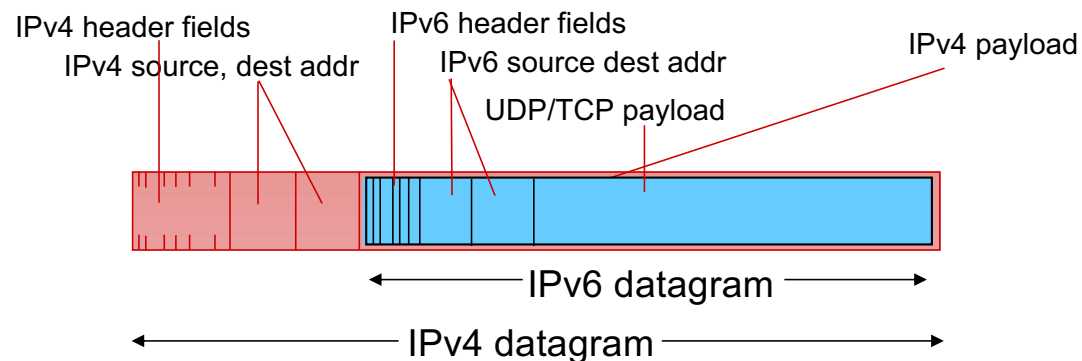 IPv4 header fields
IPv6 header fields
IPv4 payload
IPv4 source, dest addr
IPv6 source dest addr
UDP/TCP payload
IPv6 datagram
IPv4 datagram